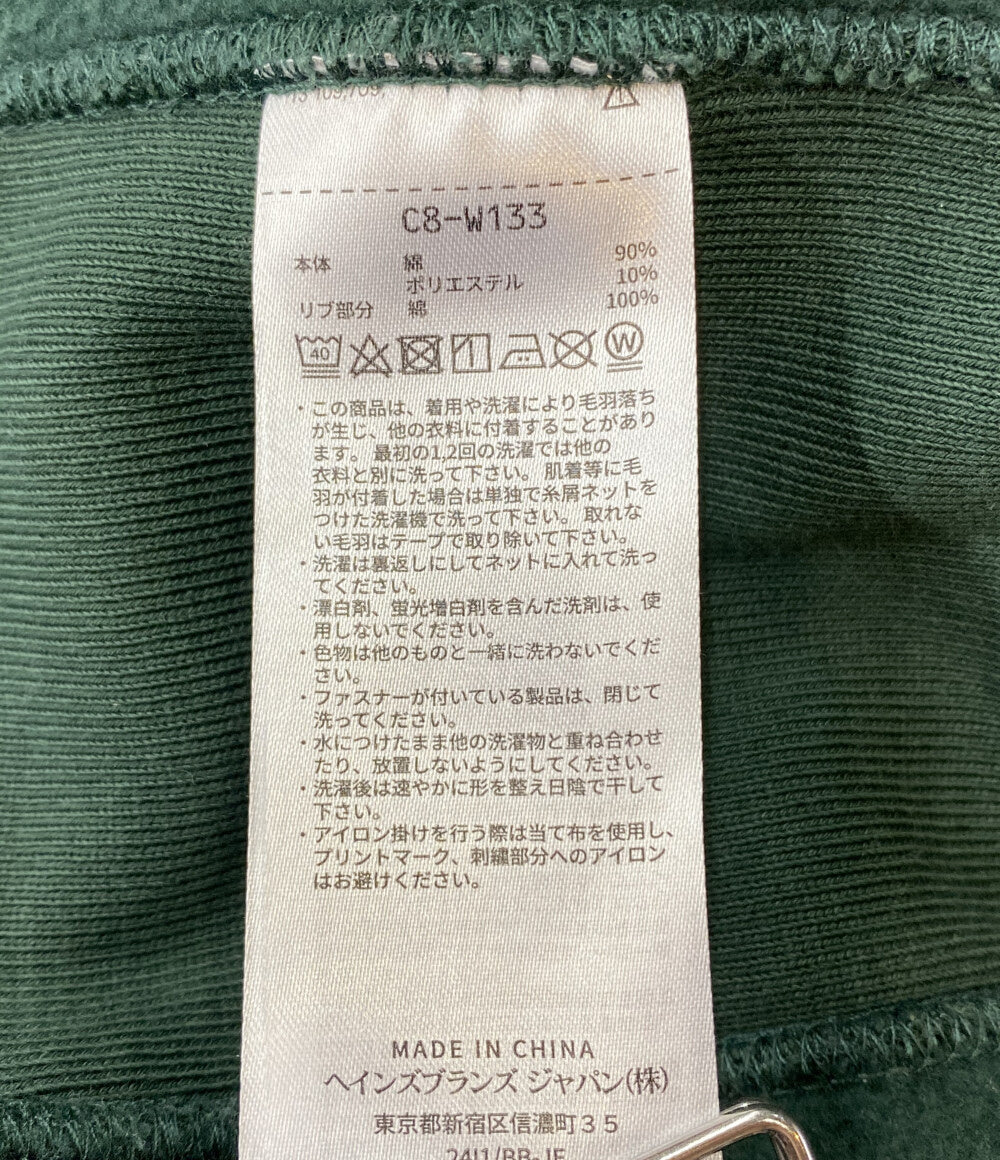 C8-W133
本体 綿 90%
ポリエステル 10%
リブ部分 綿 100%
40 W
・この商品は、着用や洗濯により毛羽落ち
が生じ、他の衣料に付着することがあり
ます。最初の1,2回の洗濯では他の
衣料と別に洗って下さい。肌着等に毛
羽が付着した場合は単独で糸屑ネットを
つけた洗濯機で洗って下さい。取れな
い毛羽はテープで取り除いて下さい。
・洗濯は裏返しにしてネットに入れて洗っ
てください。
・漂白剤、蛍光増白剤を含んだ洗剤は、使
用しないでください。
・色物は他のものと一緒に洗わないでくだ
さい。
・ファスナーが付いている製品は、閉じて
洗ってください。
・水につけたまま他の洗濯物と重ね合わせ
たり、放置しないようにしてください。
・洗濯後は速やかに形を整え日陰で干して
下さい。
・アイロン掛けを行う際は当て布を使用し、
プリントマーク、刺繍部分へのアイロン
はお避けください。
MADE IN CHINA
ヘインズブランズ ジャパン(株)
東京都新宿区信濃町35